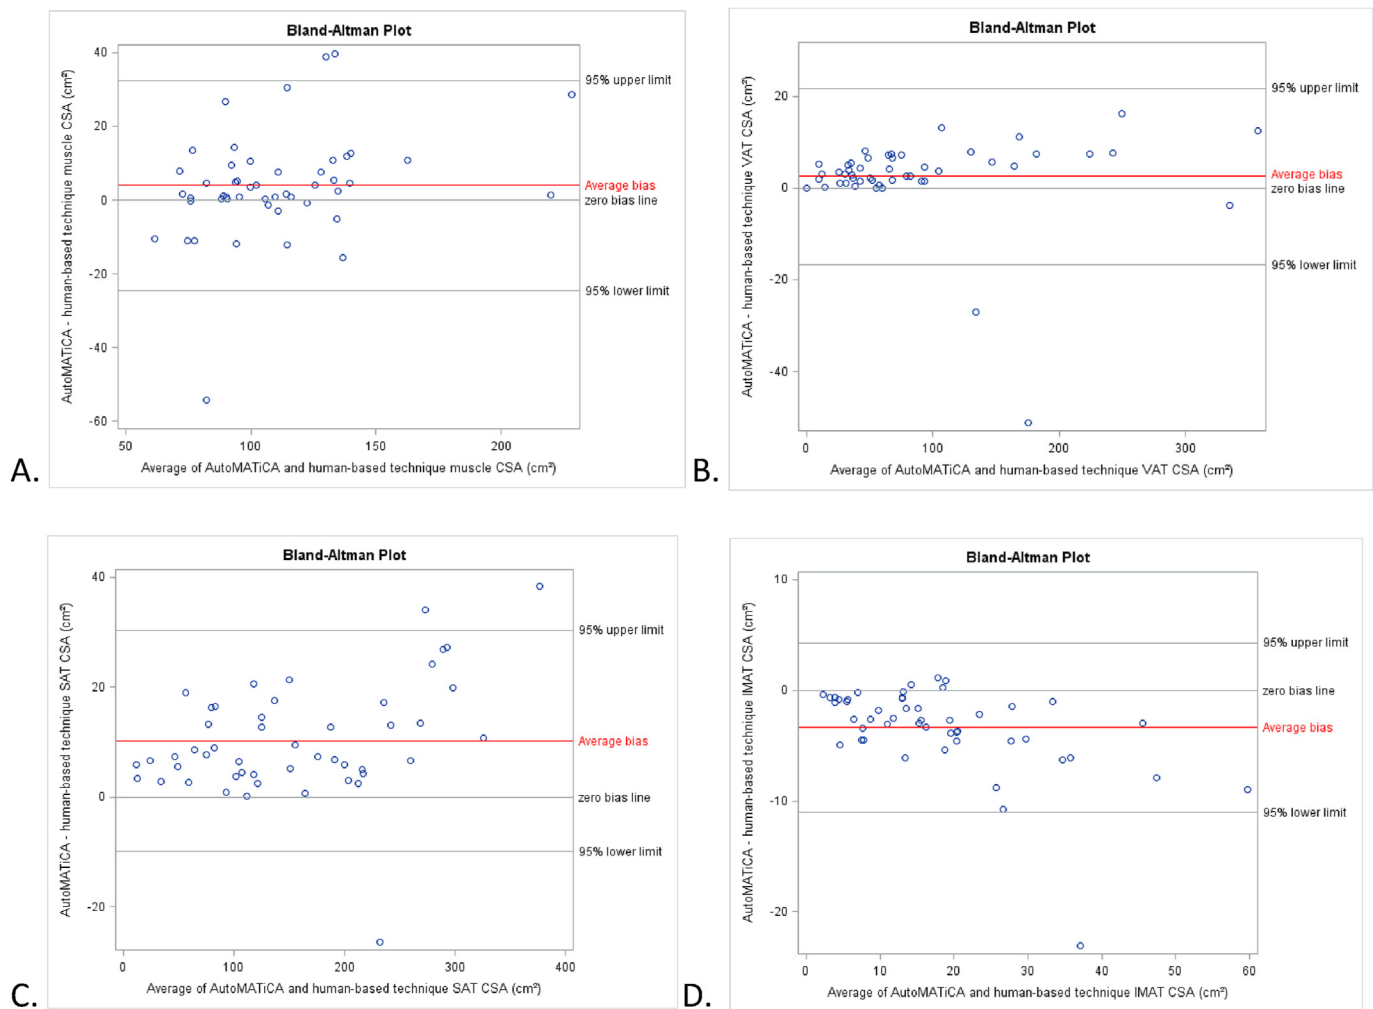 Bland-Altman Plot
AutoMATiCA - human-based technique muscle CSA (cm²)
40
20
0
-20
-40
-60
95% upper limit
Average bias
zero bias line
95% lower limit
50
100
150
200
Average of AutoMATiCA and human-based technique muscle CSA (cm²)
A.
Bland-Altman Plot
AutoMATiCA - human-based technique VAT CSA (cm²)
20
0
-20
-40
95% upper limit
Average bias
zero bias line
95% lower limit
0
100
200
300
Average of AutoMATiCA and human-based technique VAT CSA (cm²)
B.
Bland-Altman Plot
AutoMATiCA - human-based technique SAT CSA (cm²)
40
20
0
-20
95% upper limit
Average bias
zero bias line
95% lower limit
0
100
200
300
400
Average of AutoMATiCA and human-based technique SAT CSA (cm²)
C.
Bland-Altman Plot
AutoMATiCA - human-based technique IMAT CSA (cm²)
10
0
-10
-20
95% upper limit
zero bias line
Average bias
95% lower limit
0
10
20
30
40
50
60
Average of AutoMATiCA and human-based technique IMAT CSA (cm²)
D.